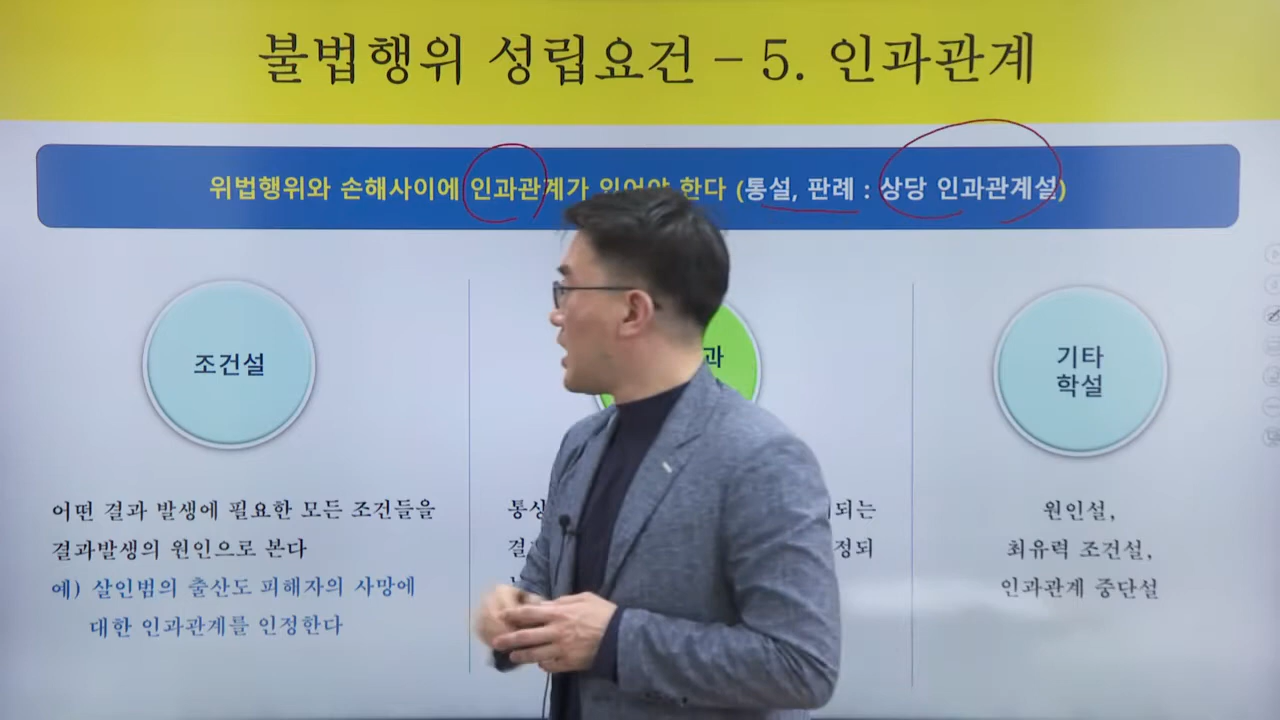 불법행위 성립요건 – 5. 인과관계
위법행위와 손해사이에 인과관계가 있어야 한다 (통설, 판례 : 상당 인과관계설)
조건설
과
기타
학설
어떤 결과 발생에 필요한 모든 조건들을
결과발생의 원인으로 본다
예) 살인범의 출산도 피해자의 사망에
대한 인과관계를 인정한다
원인설,
최유력 조건설,
인과관계 중단설